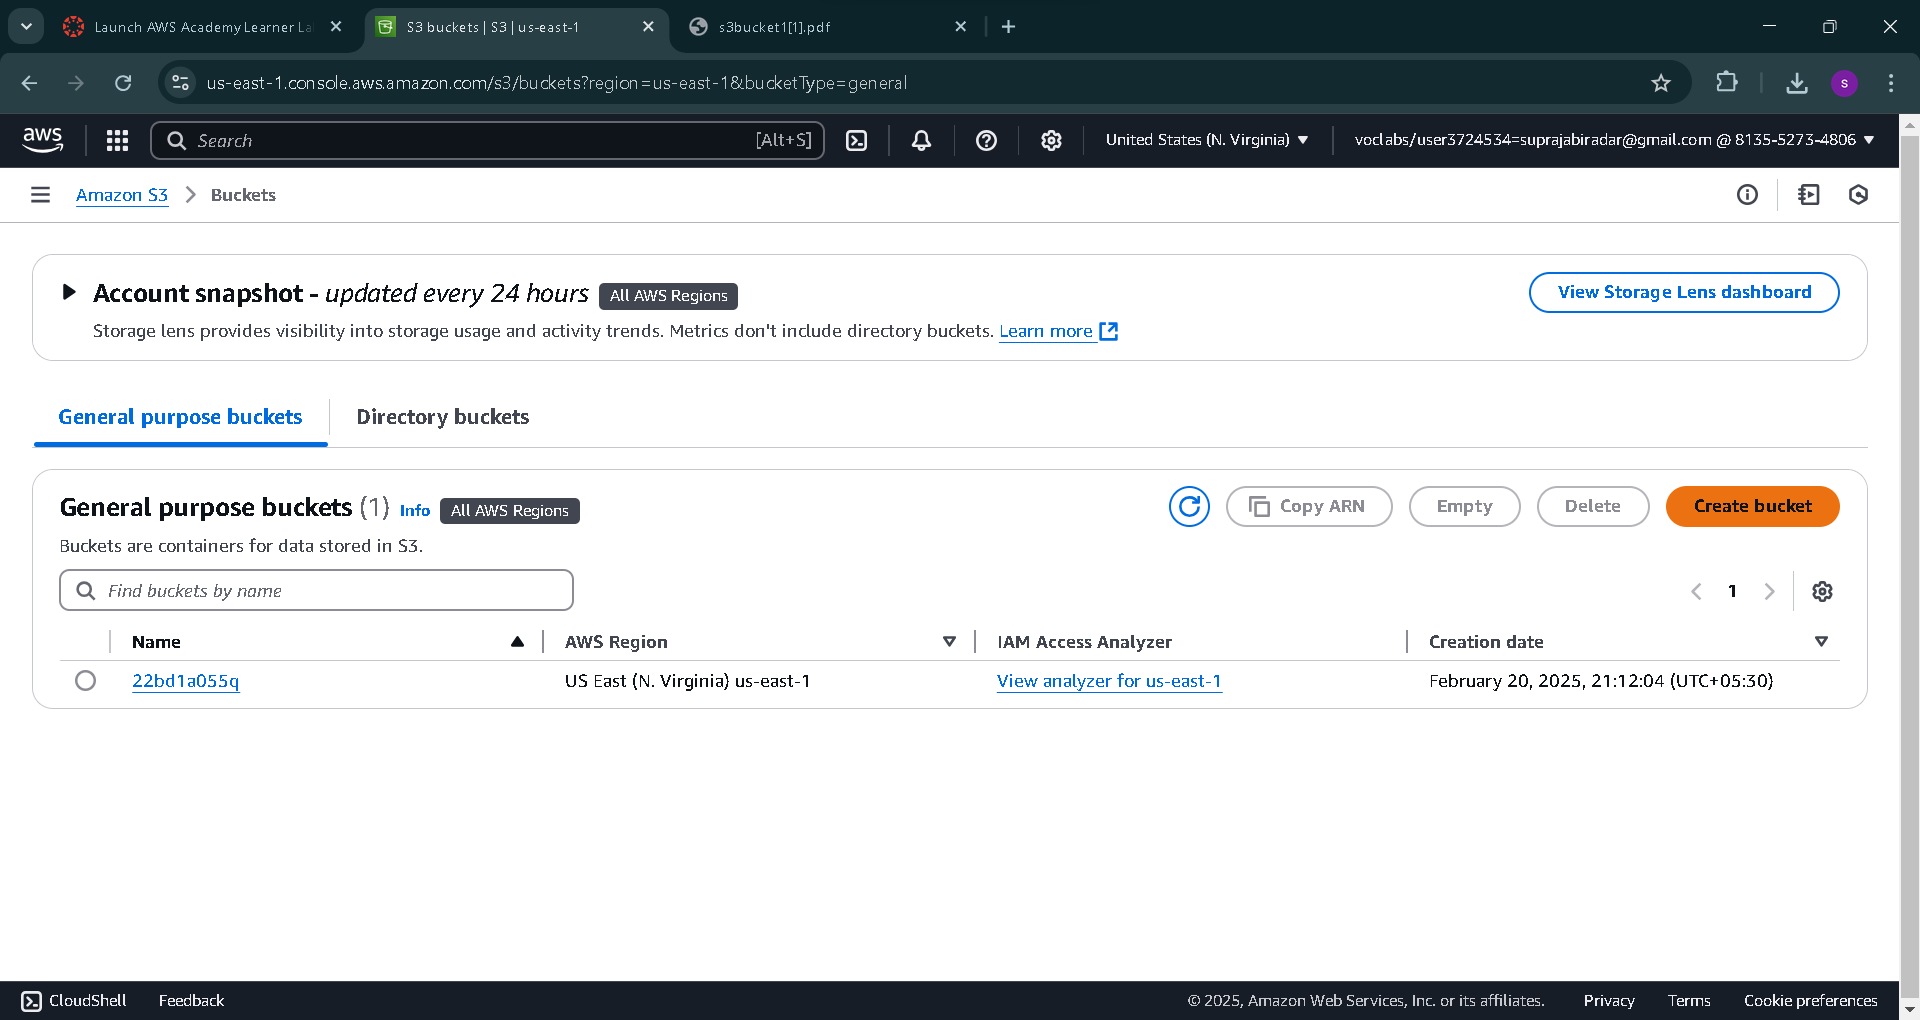 Launch AWS Academy Learner La
S3 buckets | S3 | us-east-1
s3bucket1[1].pdf
us-east-1.console.aws.amazon.com/s3/buckets?region=us-east-1&bucketType=general
S
aws
Search
[Alt+S]
United States (N. Virginia)
voclabs/user3724534=suprajabiradar@gmail.com @ 8135-5273-4806
Amazon S3
Buckets
Account snapshot - updated every 24 hours
All AWS Regions
View Storage Lens dashboard
Storage lens provides visibility into storage usage and activity trends. Metrics don't include directory buckets. Learn more
General purpose buckets
Directory buckets
General purpose buckets (1)
Info
All AWS Regions
Copy ARN
Empty
Delete
Create bucket
Buckets are containers for data stored in S3.
Find buckets by name
1
Name
AWS Region
IAM Access Analyzer
Creation date
22bd1a055q
US East (N. Virginia) us-east-1
View analyzer for us-east-1
February 20, 2025, 21:12:04 (UTC+05:30)
CloudShell
Feedback
© 2025, Amazon Web Services, Inc. or its affiliates.
Privacy
Terms
Cookie preferences